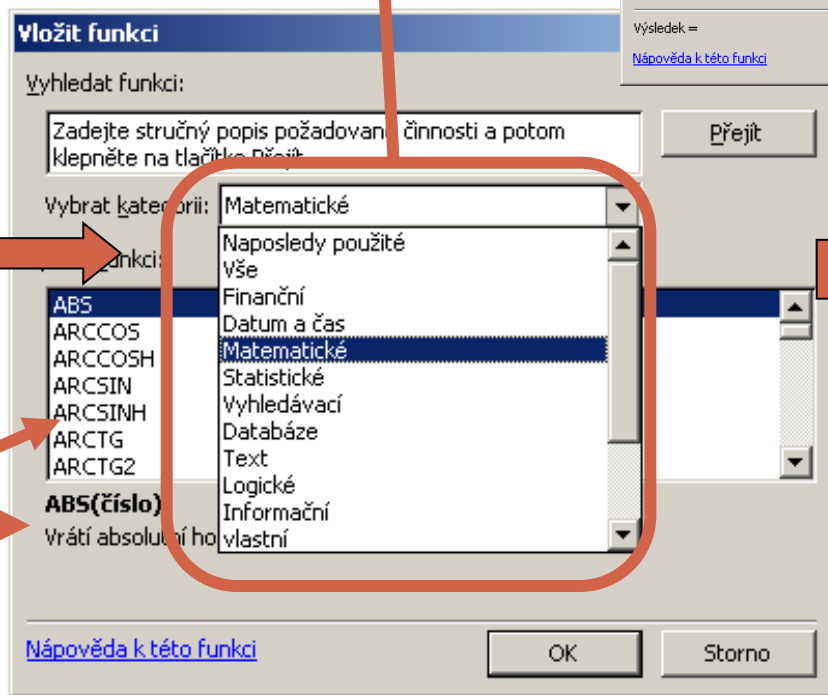 Vložit funkci
Výsledek =
Nápověda k této funkci
Vyhledat funkci:
Zadejte stručný popis požadované činnosti a potom
klepněte na tlačítko Přejít
Přejít
Vybrat kategorii: Matematické
Naposledy použité
Vše
Finanční
Datum a čas
Matematické
Statistické
Vyhledávací
Databáze
Text
Logické
Informační
vlastní
funkci:
ABS
ARCCOS
ARCCOSH
ARCSIN
ARCSINH
ARCTG
ARCTG2
ABS(číslo)
Vrátí absolutní ho
Nápověda k této funkci
OK
Storno